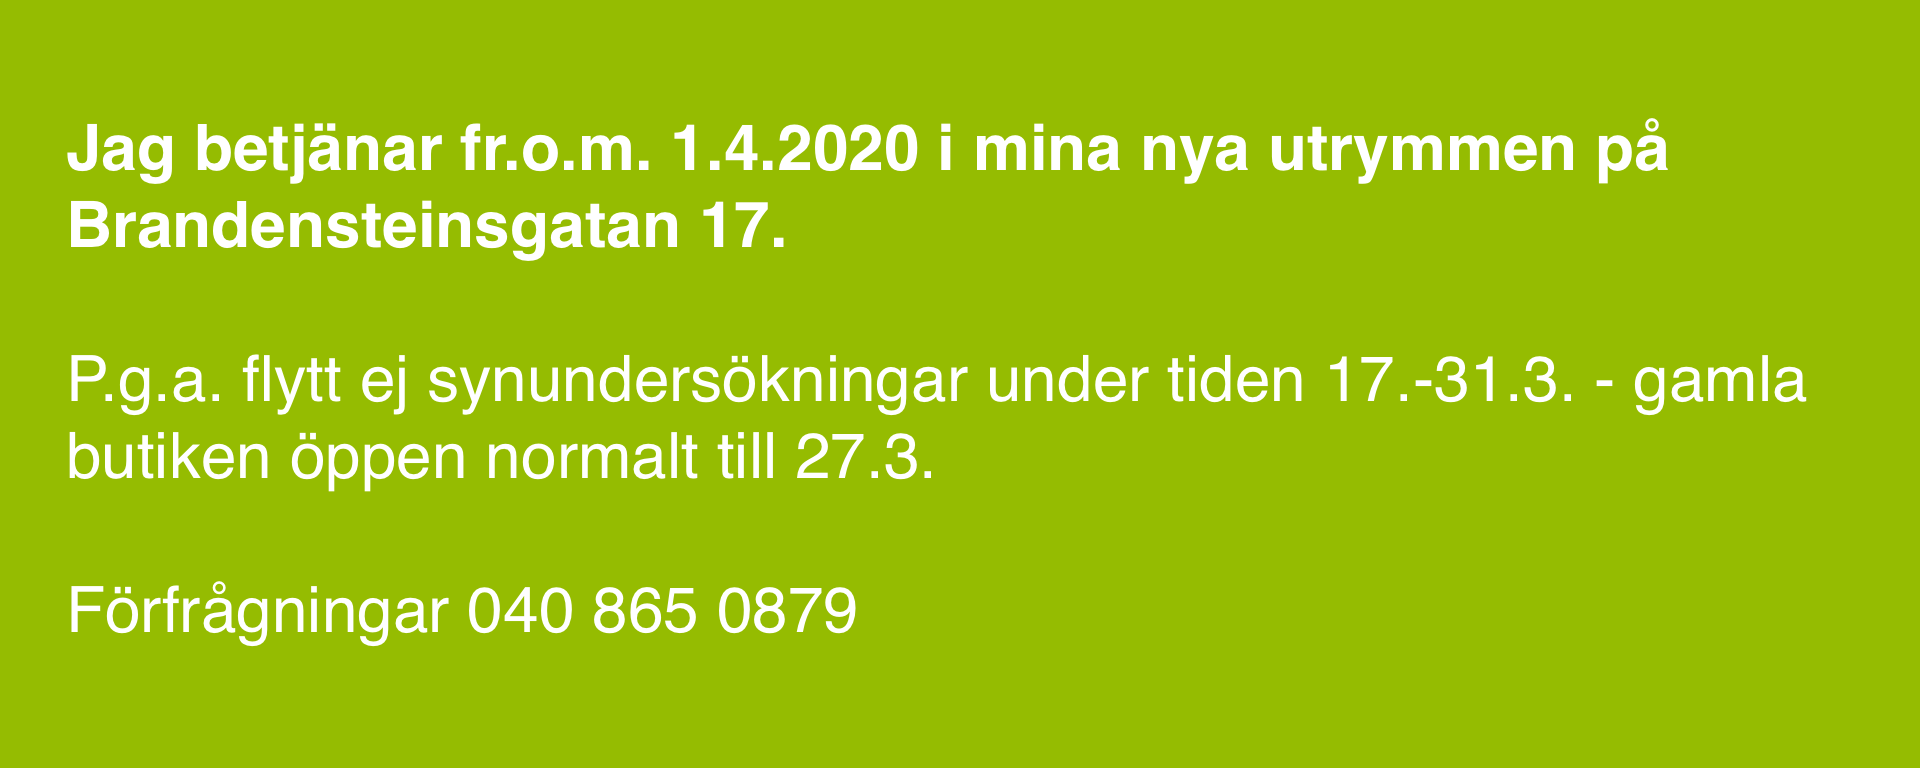 Jag betjänar fr.o.m. 1.4.2020 i mina nya utrymmen på
Brandensteinsgatan 17.
P.g.a. flytt ej synundersökningar under tiden 17.-31.3. - gamla
butiken öppen normalt till 27.3.
Förfrågningar 040 865 0879